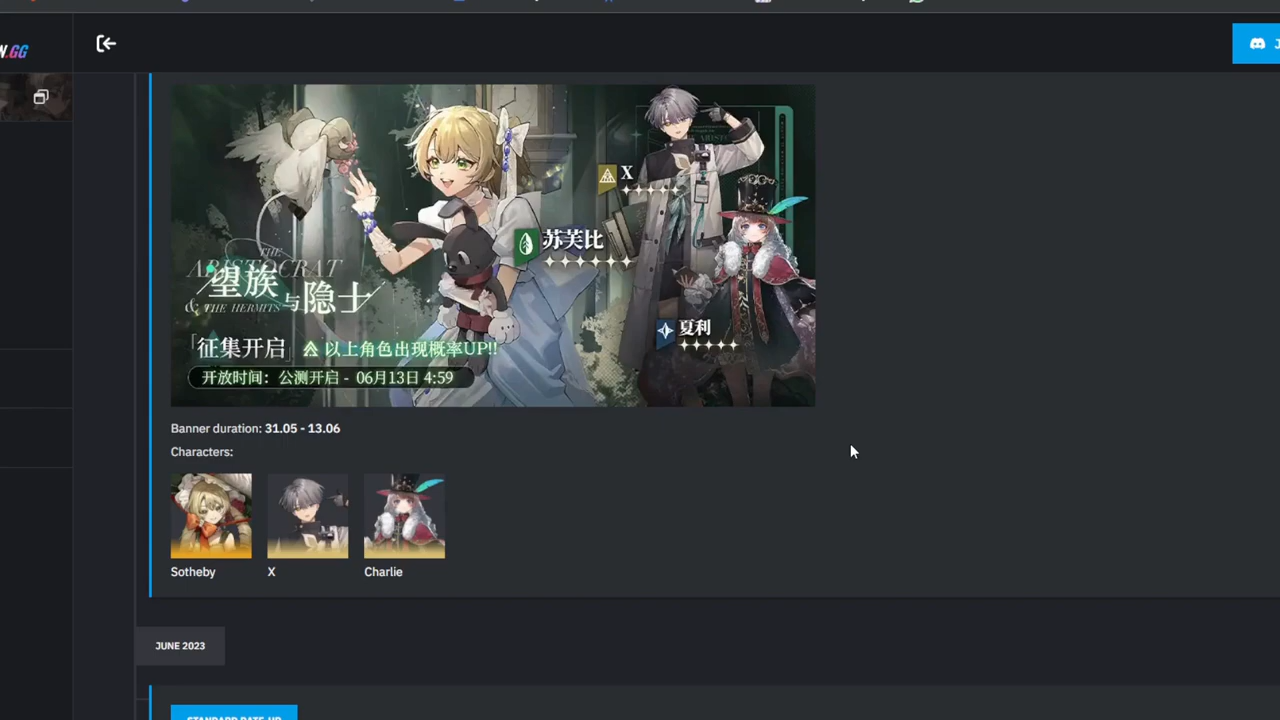 W.GG
J
X
苏芙比
THE
ARISTOCRAT
& THE HERMITS
望族与隐士
夏利
「征集开启」 以上角色出现概率UP!!
开放时间：公测开启 - 06月13日 4:59
Banner duration: 31.05 - 13.06
Characters:
Sotheby
X
Charlie
JUNE 2023
STANDARD RATE-UP